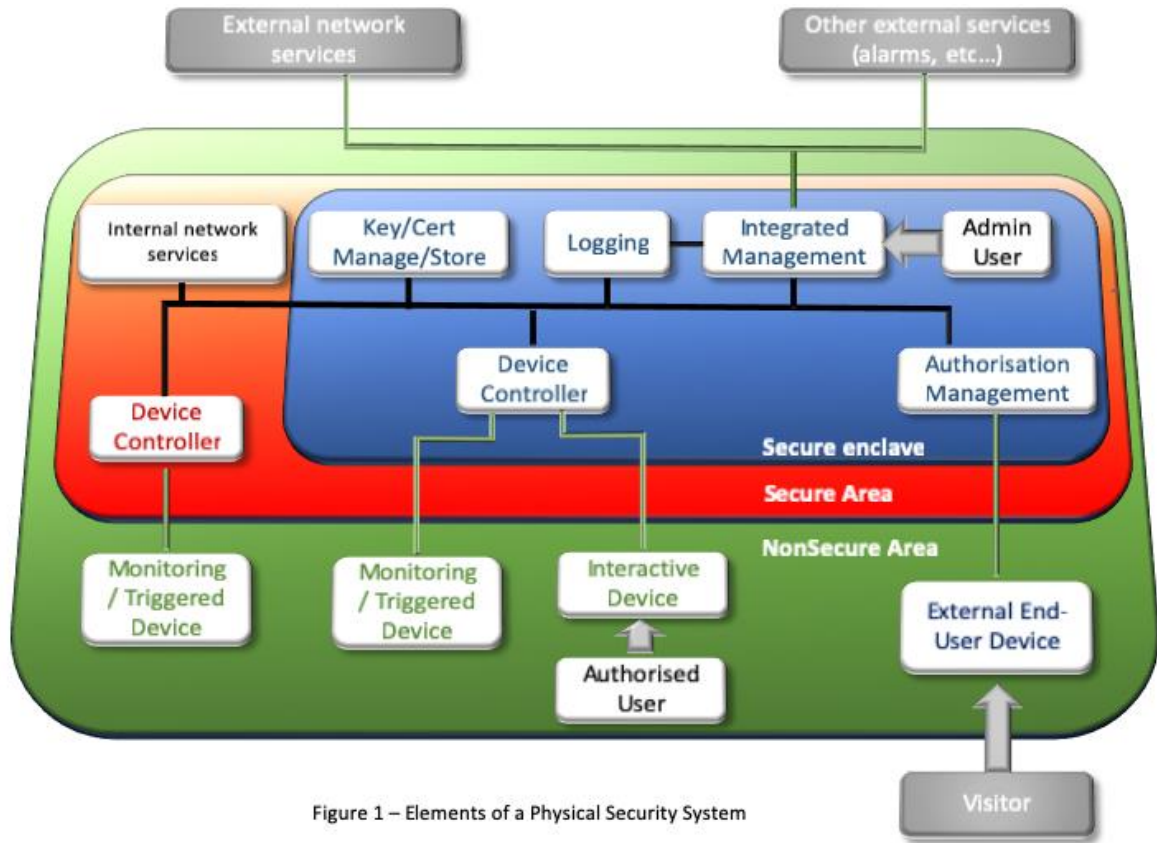 External network
services
Other external services
(alarms, etc...)
Internal network
services
Key/Cert
Manage/Store
Logging
Integrated
Management
Admin
User
Device
Controller
Authorisation
Management
Device
Controller
Secure enclave
Secure Area
NonSecure Area
Monitoring
/ Triggered
Device
Monitoring
/ Triggered
Device
Interactive
Device
External End-
User Device
Authorised
User
Visitor
Figure 1 – Elements of a Physical Security System